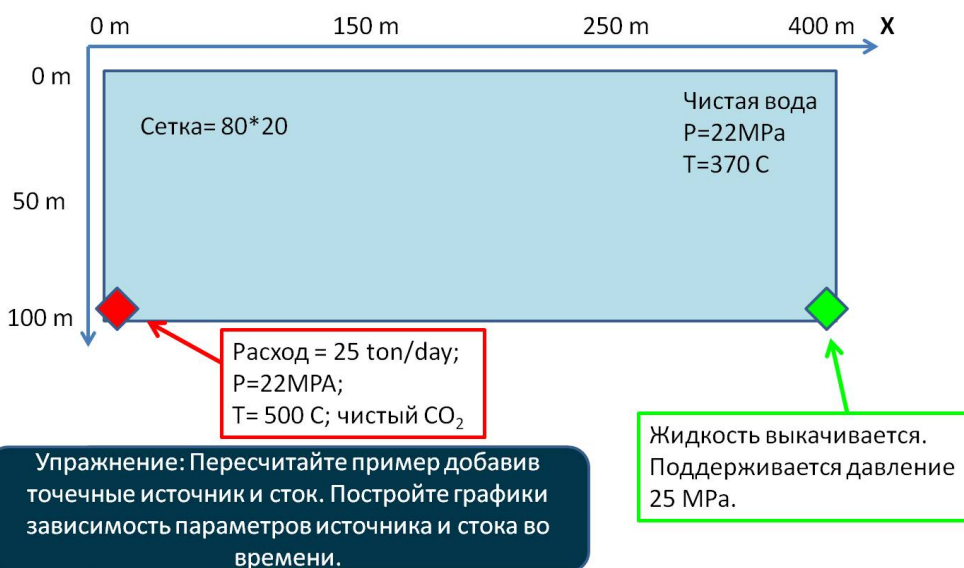 0 m 150 m 250 m 400 m X
0 m
Сетка= 80*20
Чистая вода
P=22MPa
T=370 C
50 m
100 m
Расход = 25 ton/day;
P=22MPA;
T= 500 C; чистый CO₂
Жидкость выкачивается.
Поддерживается давление
25 MPa.
Упражнение: Пересчитайте пример добавив
точечные источник и сток. Постройте графики
зависимость параметров источника и стока во
времени.